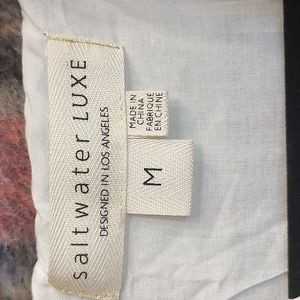 saltwater LUXE
DESIGNED IN LOS ANGELES
MADE IN
CHINA
FABRIQUÉ
EN CHINE
M